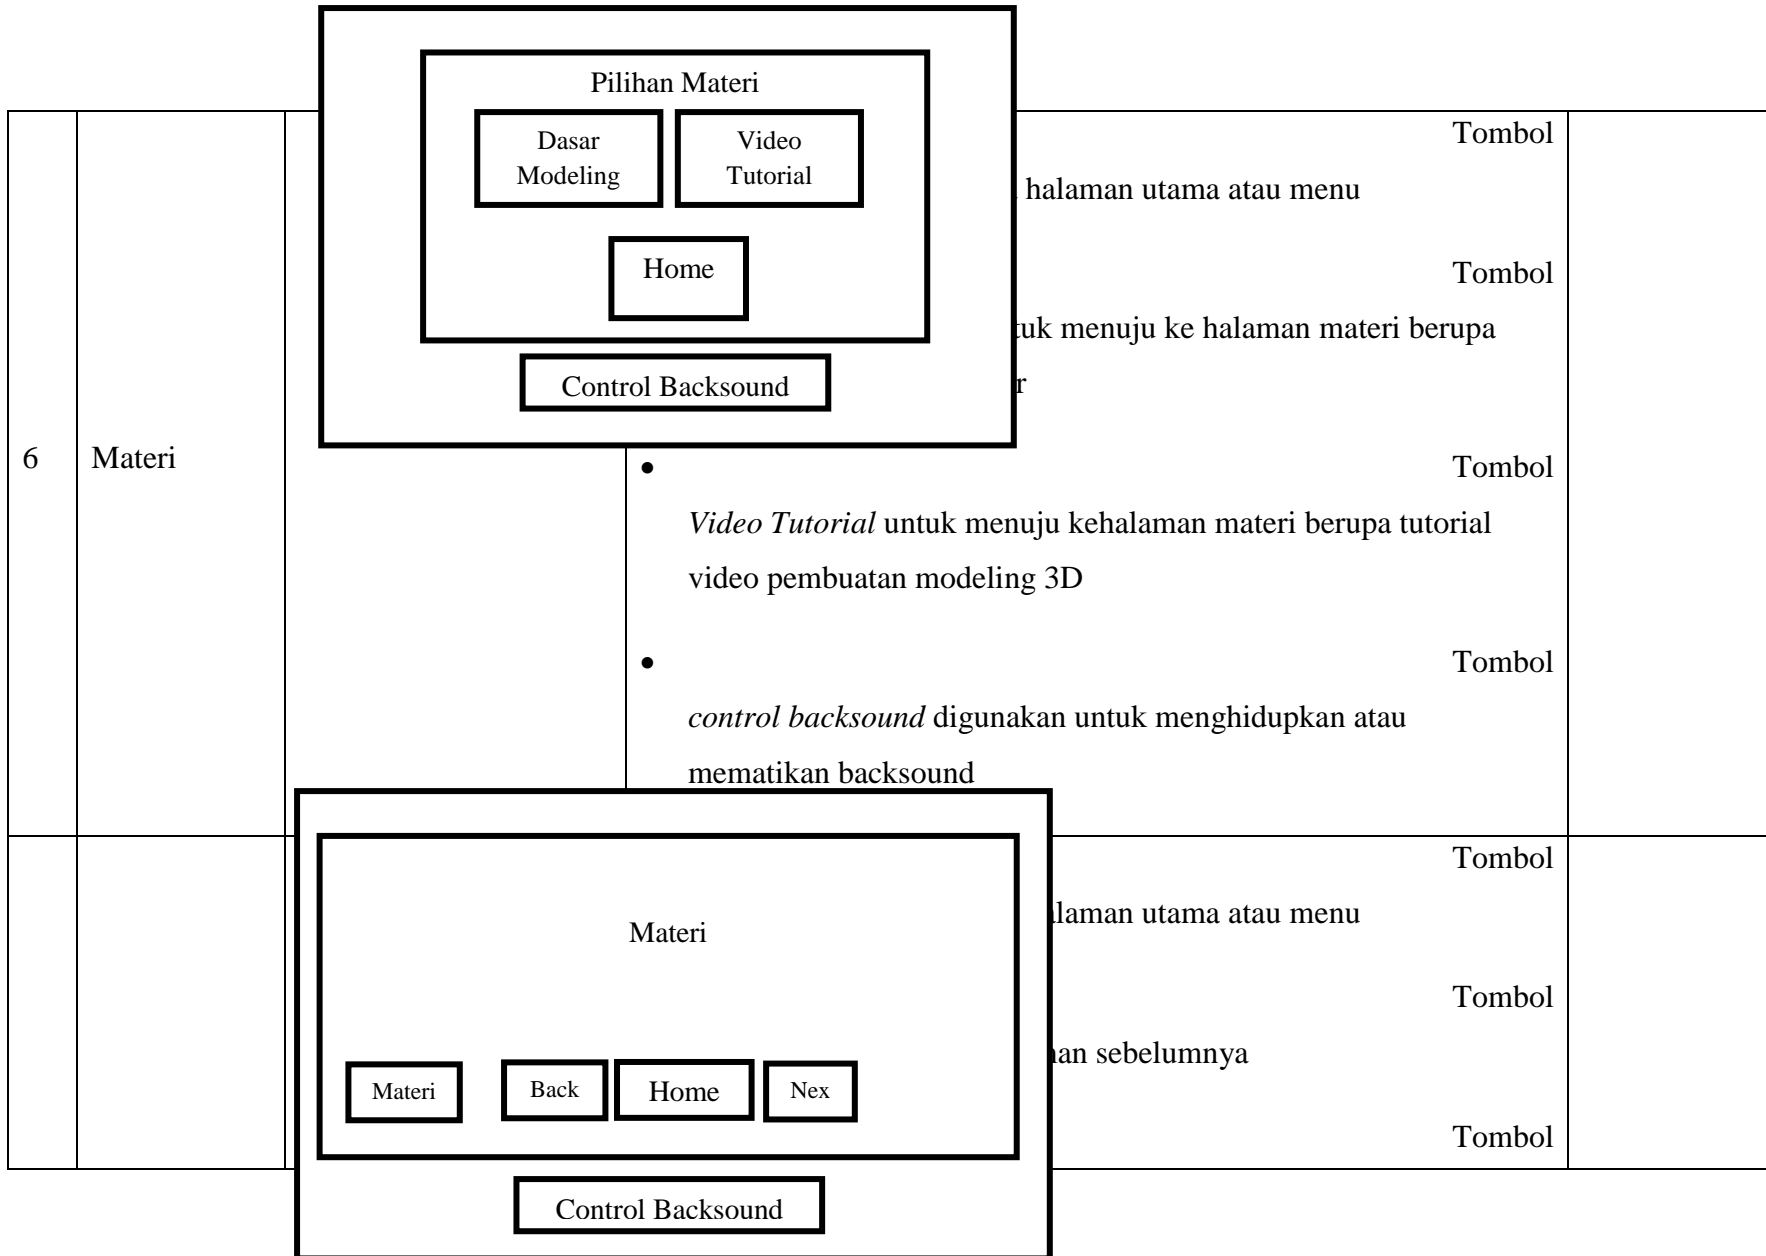 Pilihan Materi
Dasar
Modeling
Video
Tutorial
Home
Control Backsound
6
Materi
Tombol
halaman utama atau menu
Tombol
menuju ke halaman materi berupa
• Tombol
Video Tutorial untuk menuju kehalaman materi berupa tutorial
video pembuatan modeling 3D
• Tombol
control backsound digunakan untuk menghidupkan atau
mematikan backsound
Materi
Materi
Back
Home
Nex
Control Backsound
Tombol
utama atau menu
Tombol
sebelumnya
Tombol